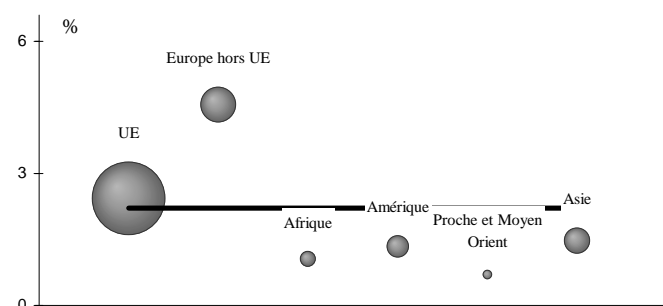 %
6
Europe hors UE
UE
3
Asie
Amérique
Afrique
Proche et Moyen
Orient
0